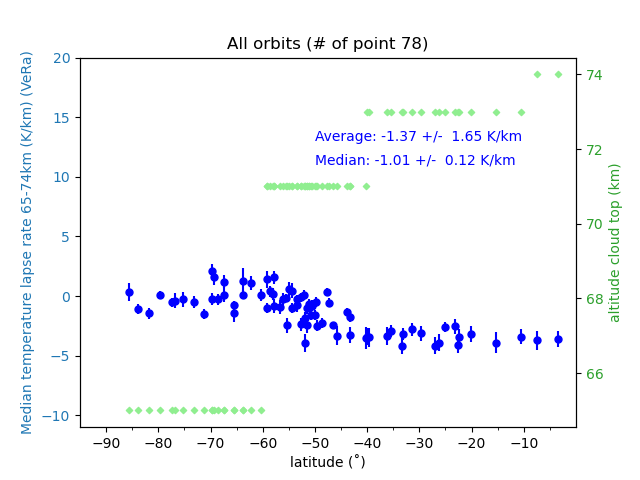 All orbits (# of point 78)
Median temperature lapse rate 65-74km (K/km) (VeRa)
20
15
10
5
0
−5
−10
Average: -1.37 +/-  1.65 K/km
Median: -1.01 +/-  0.12 K/km
74
72
70
68
66
altitude cloud top (km)
−90 −80 −70 −60 −50 −40 −30 −20 −10
latitude (˚)